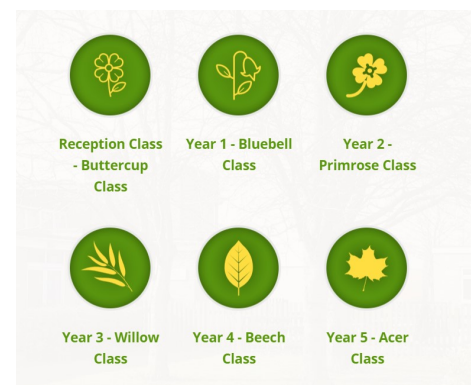 Reception Class
- Buttercup
Class
Year 1 - Bluebell
Class
Year 2 -
Primrose Class
Year 3 - Willow
Class
Year 4 - Beech
Class
Year 5 - Acer
Class